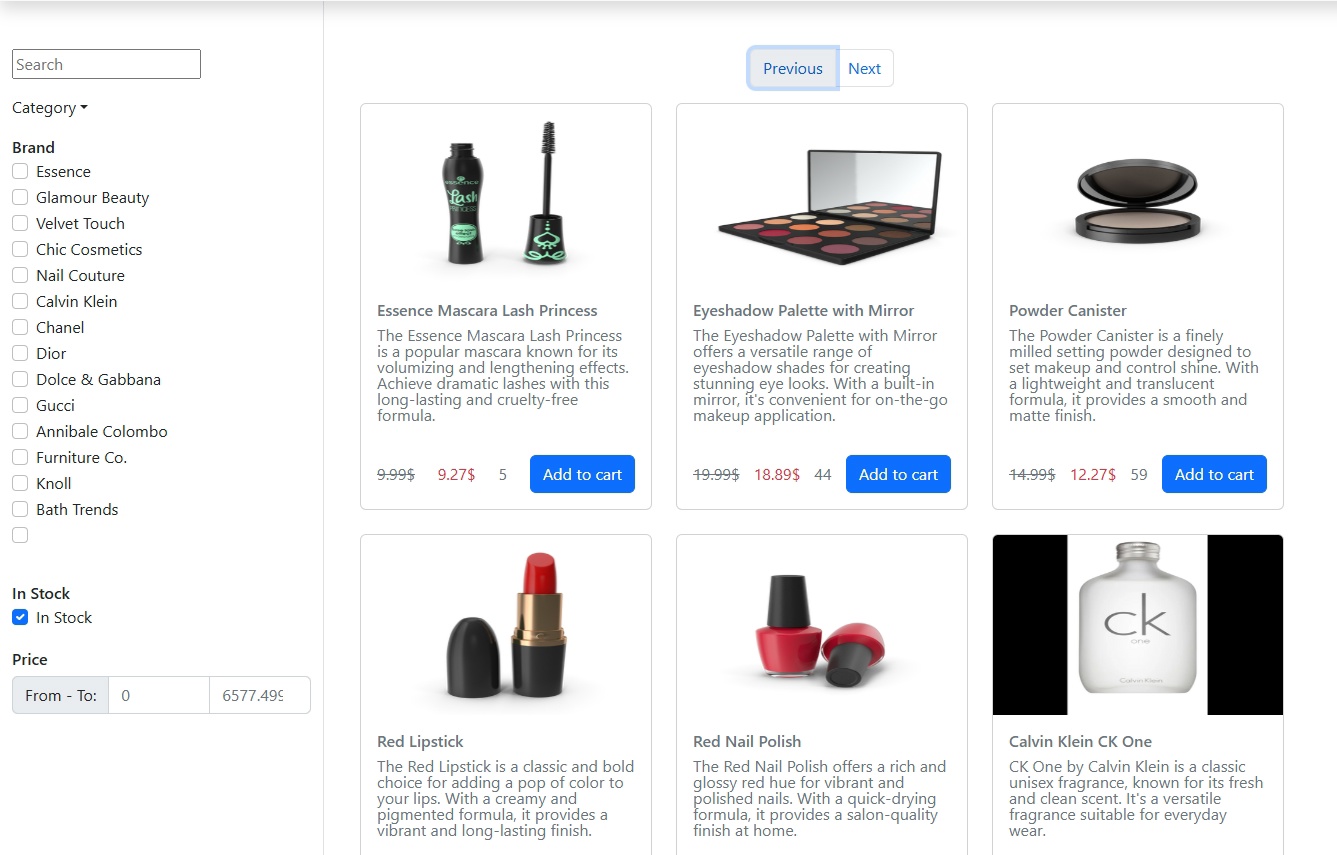 Search
Category
Brand
Essence
Glamour Beauty
Velvet Touch
Chic Cosmetics
Nail Couture
Calvin Klein
Chanel
Dior
Dolce & Gabbana
Gucci
Annibale Colombo
Furniture Co.
Knoll
Bath Trends
In Stock
In Stock
Price
From - To: 0 6577.499
Previous Next
essence
Lash
PRINCESS
Essence Mascara Lash Princess
The Essence Mascara Lash Princess
is a popular mascara known for its
volumizing and lengthening effects.
Achieve dramatic lashes with this
long-lasting and cruelty-free
formula.
9.99$ 9.27$ 5 Add to cart
Eyeshadow Palette with Mirror
The Eyeshadow Palette with Mirror
offers a versatile range of
eyeshadow shades for creating
stunning eye looks. With a built-in
mirror, it's convenient for on-the-go
makeup application.
19.99$ 18.89$ 44 Add to cart
Powder Canister
The Powder Canister is a finely
milled setting powder designed to
set makeup and control shine. With
a lightweight and translucent
formula, it provides a smooth and
matte finish.
14.99$ 12.27$ 59 Add to cart
Red Lipstick
The Red Lipstick is a classic and bold
choice for adding a pop of color to
your lips. With a creamy and
pigmented formula, it provides a
vibrant and long-lasting finish.
Red Nail Polish
The Red Nail Polish offers a rich and
glossy red hue for vibrant and
polished nails. With a quick-drying
formula, it provides a salon-quality
finish at home.
ck
one
Calvin Klein
Calvin Klein CK One
CK One by Calvin Klein is a classic
unisex fragrance, known for its fresh
and clean scent. It's a versatile
fragrance suitable for everyday
wear.